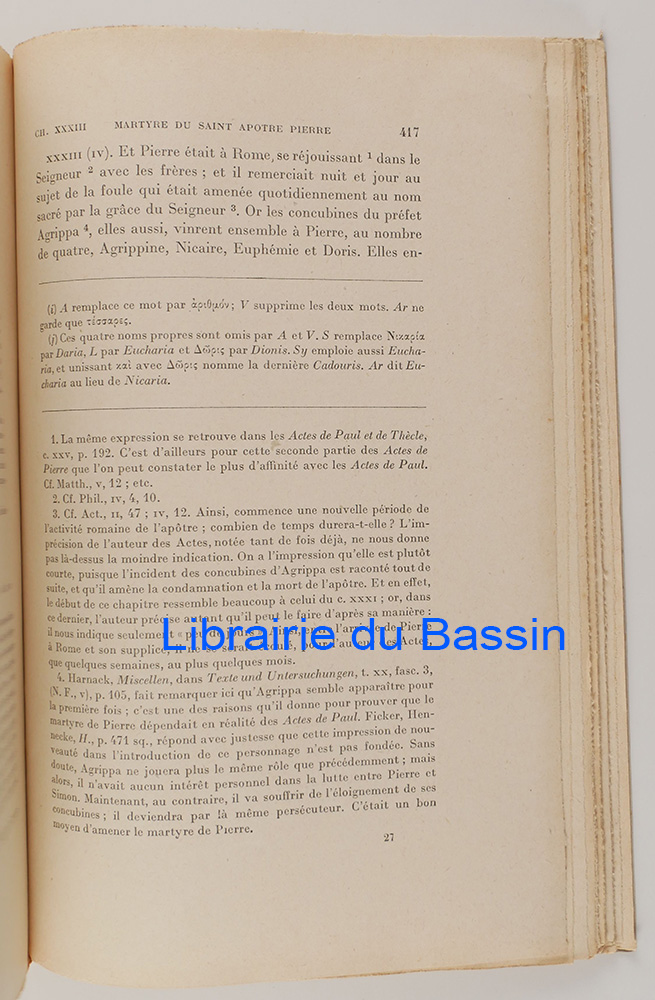 CH. XXXIII MARTYRE DU SAINT APOTRE PIERRE 417
XXXIII (IV). Et Pierre était à Rome, se réjouissant 1 dans le
Seigneur 2 avec les frères ; et il remerciait nuit et jour au
sujet de la foule qui était amenée quotidiennement au nom
sacré par la grâce du Seigneur 3. Or les concubines du préfet
Agrippa 4, elles aussi, vinrent ensemble à Pierre, au nombre
de quatre, Agrippine, Nicaire, Euphémie et Doris. Elles en-
(i) A remplace ce mot par ἀριθμόν; V supprime les deux mots. Ar ne
garde que τέσσαρες.
(j) Ces quatre noms propres sont omis par A et V. S remplace Νικαρία
par Daria, L par Eucharia et Δῶρις par Dionis. Sy emploie aussi Eucha-
ria, et unissant καὶ avec Δῶρις nomme la dernière Cadouris. Ar dit Eu-
charia au lieu de Nicaria.
1. La même expression se retrouve dans les Actes de Paul et de Thècle,
c. XXV, p. 192. C'est d'ailleurs pour cette seconde partie des Actes de
Pierre que l'on peut constater le plus d'affinité avec les Actes de Paul.
Cf. Matth., V, 12 ; etc.
2. Cf. Phil., IV, 4, 10.
3. Cf. Act., II, 47 ; IV, 12. Ainsi, commence une nouvelle période de
l'activité romaine de l'apôtre ; combien de temps durera-t-elle ? L'im-
précision de l'auteur des Actes, notée tant de fois déjà, ne nous donne
pas là-dessus la moindre indication. On a l'impression qu'elle est plutôt
courte, puisque l'incident des concubines d'Agrippa est raconté tout de
suite, et qu'il amène la condamnation et la mort de l'apôtre. Et en effet,
le début de ce chapitre ressemble beaucoup à celui du c. XXXI ; or, dans
ce dernier, l'auteur précise autant qu'il peut le faire d'après sa manière :
il nous indique seulement « peu de jours de Pierre
Librairie du Bassin
à Rome et son supplice, il ne se des Actes,
que quelques semaines, au plus quelques mois.
4. Harnack, Miscellen, dans Texte und Untersuchungen, t. XX, fasc. 3,
(N. F., V), p. 105, fait remarquer ici qu'Agrippa semble apparaître pour
la première fois ; c'est une des raisons qu'il donne pour prouver que le
martyre de Pierre dépendait en réalité des Actes de Paul. Ficker, Hen-
necke, H., p. 471 sq., répond avec justesse que cette impression de nou-
veauté dans l'introduction de ce personnage n'est pas fondée. Sans
doute, Agrippa ne jouera plus le même rôle que précédemment ; mais
alors, il n'avait aucun intérêt personnel dans la lutte entre Pierre et
Simon. Maintenant, au contraire, il va souffrir de l'éloignement de ses
concubines ; il deviendra par là même persécuteur. C'était un bon
moyen d'amener le martyre de Pierre.
27